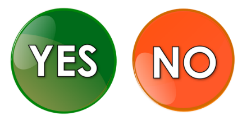 YES NO